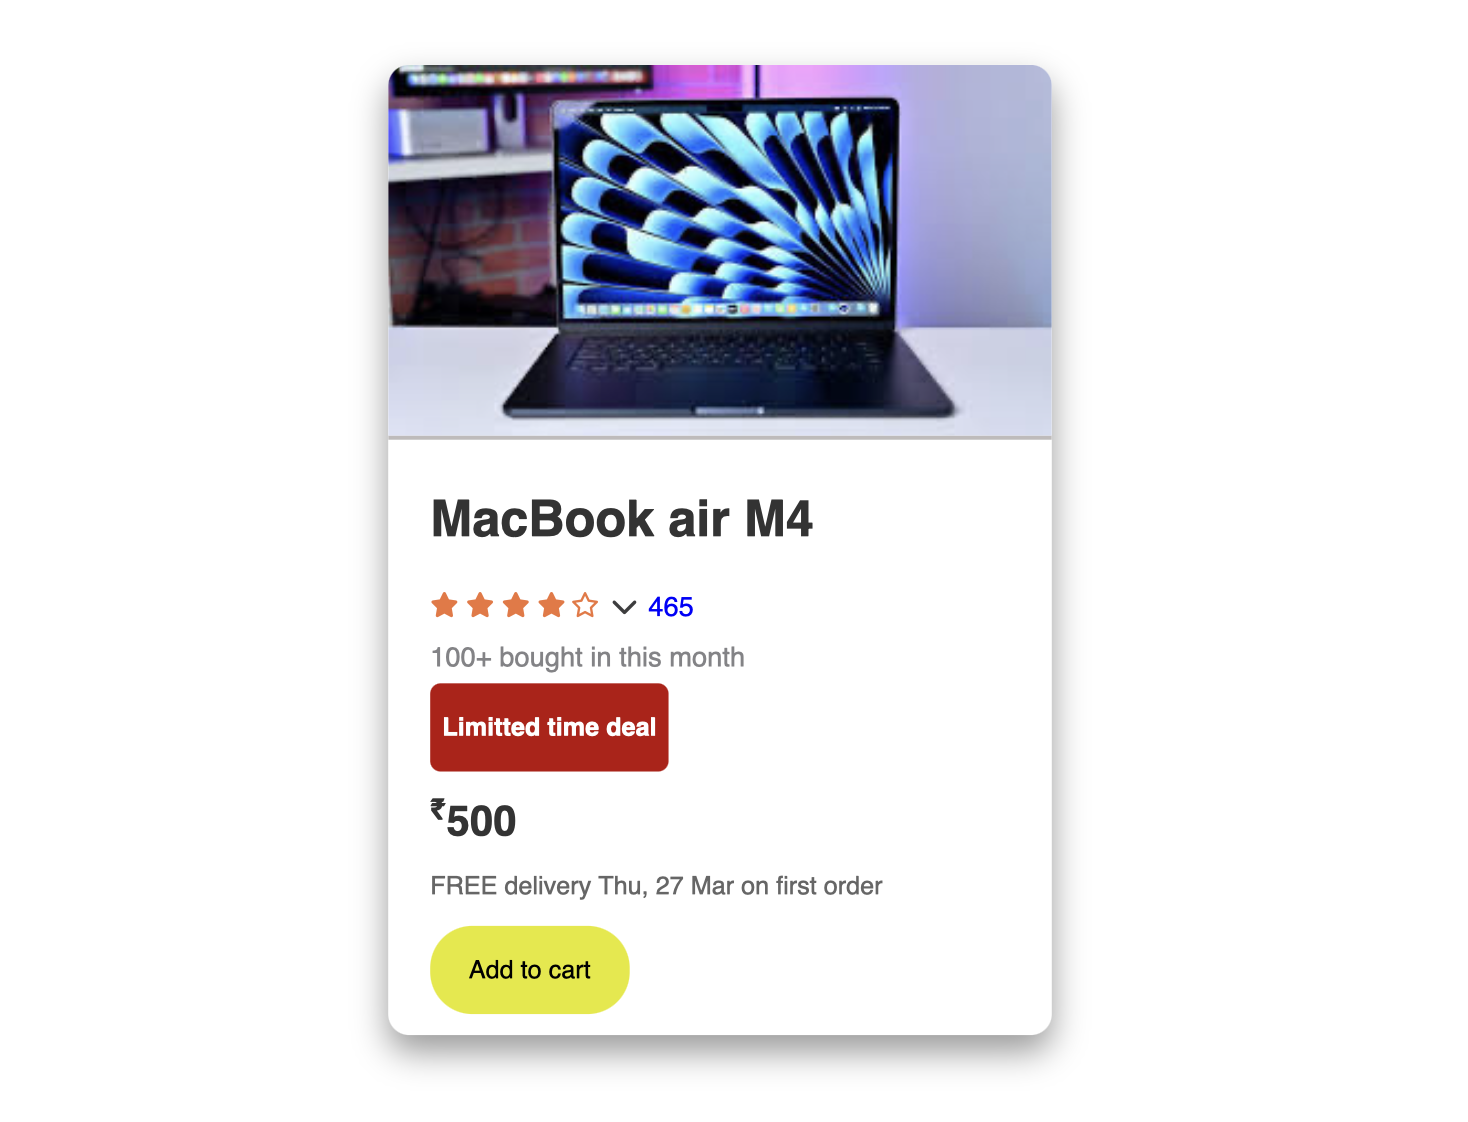 MacBook air M4
465
100+ bought in this month
Limitted time deal
₹500
FREE delivery Thu, 27 Mar on first order
Add to cart